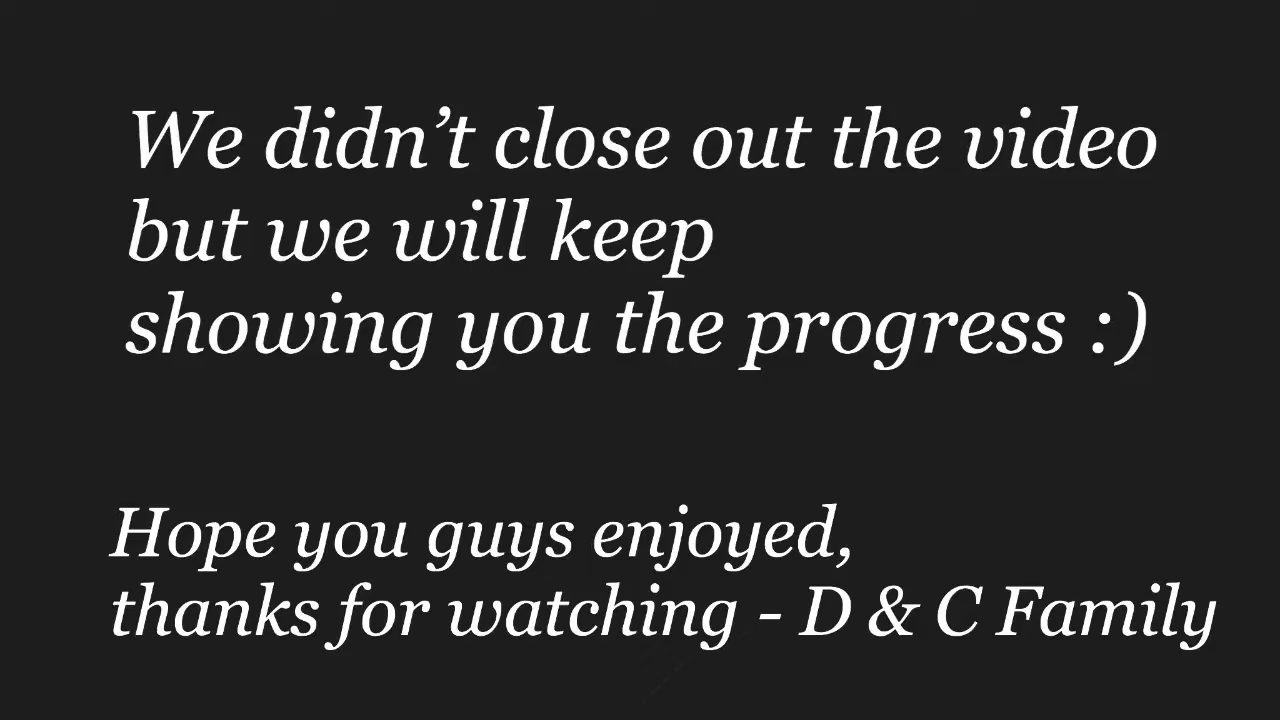 We didn’t close out the video
but we will keep
showing you the progress :)
Hope you guys enjoyed,
thanks for watching - D & C Family